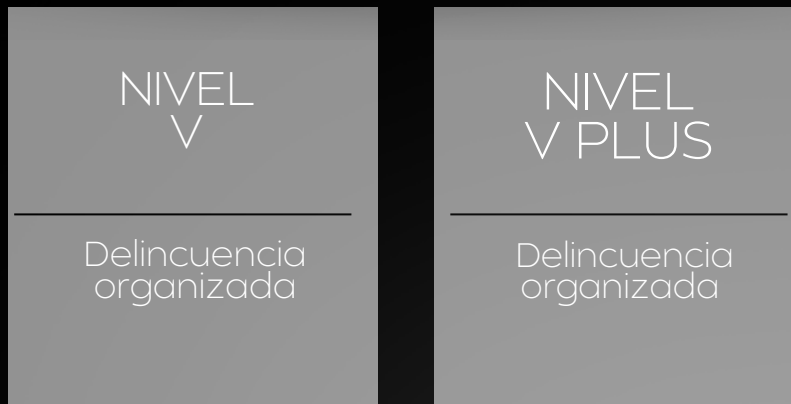 NIVEL
V
Delincuencia
organizada
NIVEL
V PLUS
Delincuencia
organizada